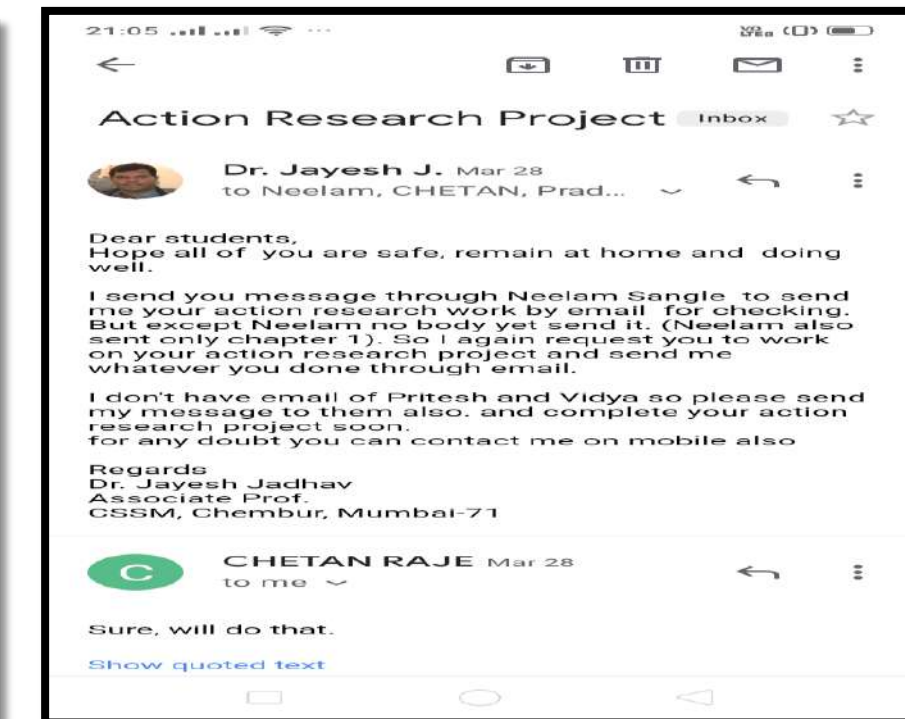 21:05
VO
LTE
Action Research Project Inbox
Dr. Jayesh J. Mar 28
to Neelam, CHETAN, Prad...
Dear students,
Hope all of you are safe, remain at home and doing
well.
I send you message through Neelam Sangle to send
me your action research work by email for checking.
But except Neelam no body yet send it. (Neelam also
sent only chapter 1). So I again request you to work
on your action research project and send me
whatever you done through email.
I don't have email of Pritesh and Vidya so please send
my message to them also. and complete your action
research project soon.
for any doubt you can contact me on mobile also
Regards
Dr. Jayesh Jadhav
Associate Prof.
CSSM, Chembur, Mumbai-71
C
CHETAN RAJE Mar 28
to me
Sure, will do that.
Show quoted text